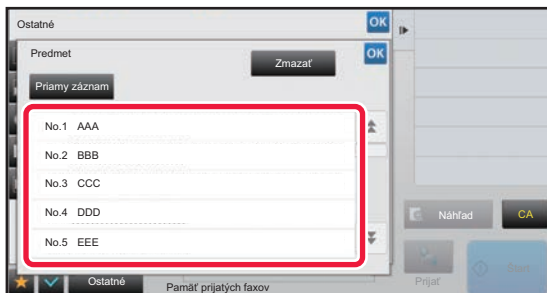 Ostatné
OK
Predmet
Zmazať
OK
Priamy záznam
No.1 AAA
No.2 BBB
No.3 CCC
No.4 DDD
No.5 EEE
Náhľad
CA
Ostatné
Pamäť prijatých faxov
Prijať
Štart